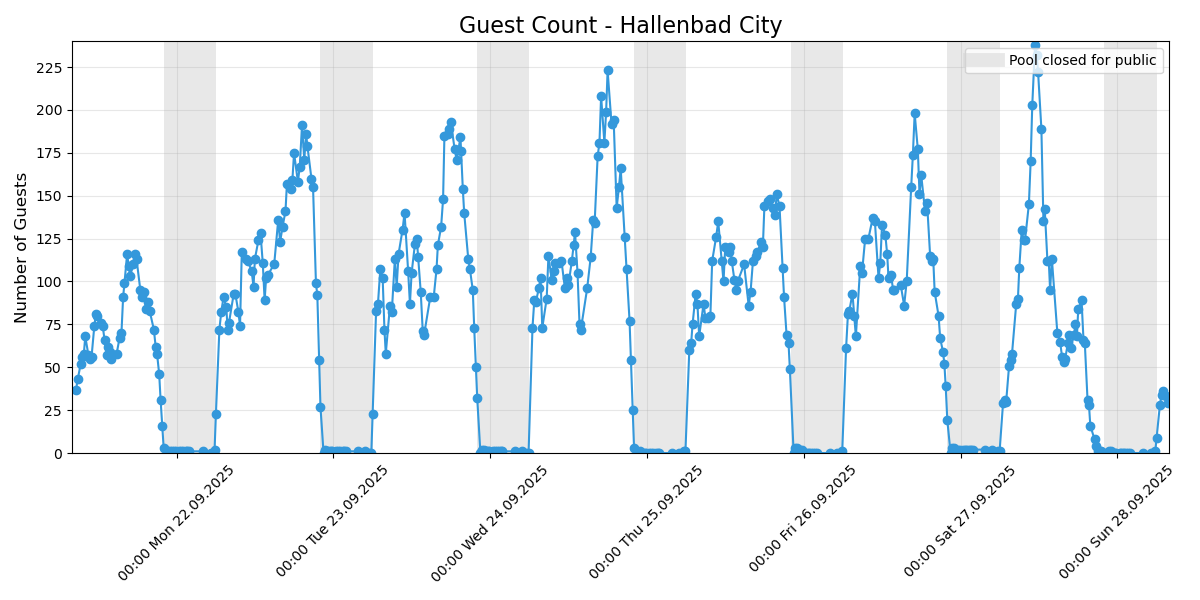 Guest Count - Hallenbad City
Pool closed for public
Number of Guests
225
200
175
150
125
100
75
50
25
0
00:00 Mon 22.09.2025
00:00 Tue 23.09.2025
00:00 Wed 24.09.2025
00:00 Thu 25.09.2025
00:00 Fri 26.09.2025
00:00 Sat 27.09.2025
00:00 Sun 28.09.2025